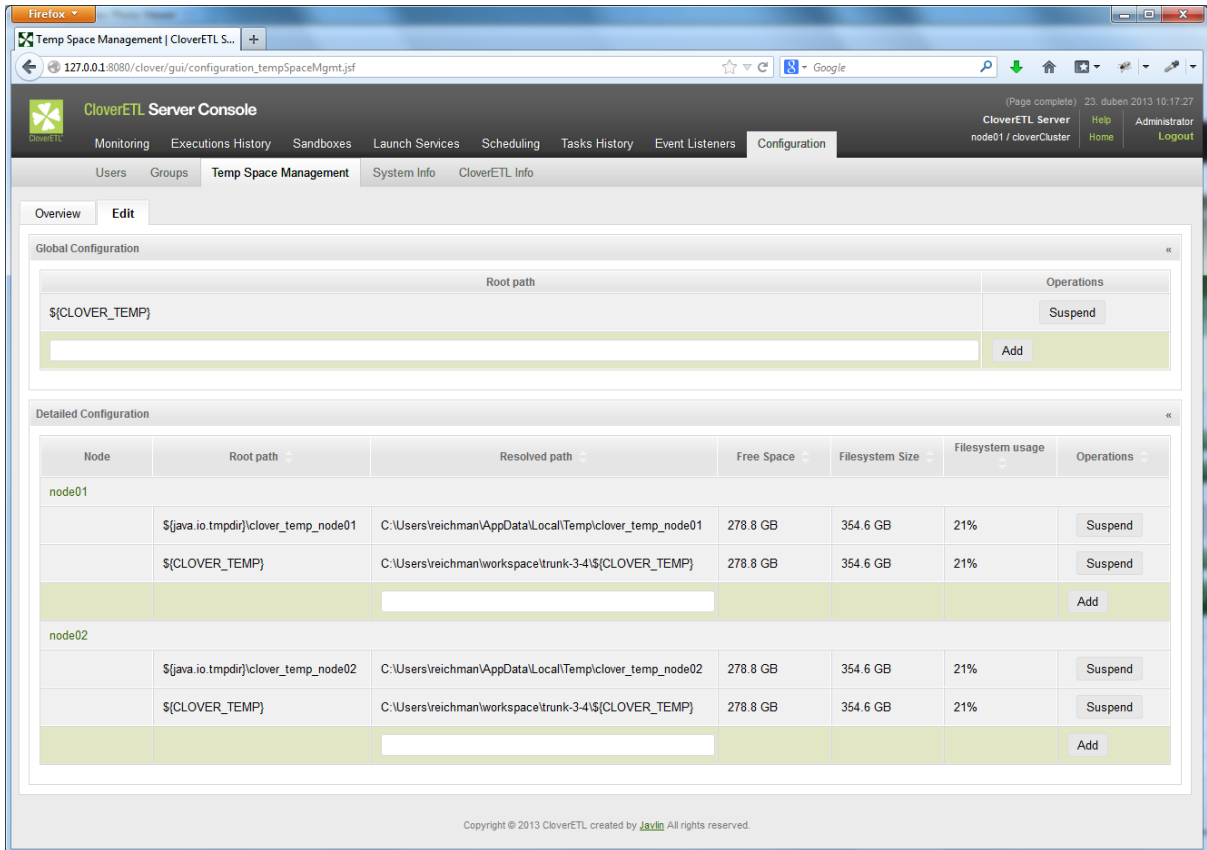 Firefox
Temp Space Management | CloverETL S...
127.0.0.1:8080/clover/gui/configuration_tempSpaceMgmt.jsf
Google
CloverETL
CloverETL Server Console
(Page complete) 23. duben 2013 10:17:27
CloverETL Server Help Administrator
node01 / cloverCluster Home Logout
Monitoring Executions History Sandboxes Launch Services Scheduling Tasks History Event Listeners Configuration
Users Groups Temp Space Management System Info CloverETL Info
Overview Edit
Global Configuration «
Root path Operations
${CLOVER_TEMP} Suspend
Add
Detailed Configuration «
Node Root path Resolved path Free Space Filesystem Size Filesystem usage Operations
node01
${java.io.tmpdir}\clover_temp_node01 C:\Users\reichman\AppData\Local\Temp\clover_temp_node01 278.8 GB 354.6 GB 21% Suspend
${CLOVER_TEMP} C:\Users\reichman\workspace\trunk-3-4\${CLOVER_TEMP} 278.8 GB 354.6 GB 21% Suspend
Add
node02
${java.io.tmpdir}\clover_temp_node02 C:\Users\reichman\AppData\Local\Temp\clover_temp_node02 278.8 GB 354.6 GB 21% Suspend
${CLOVER_TEMP} C:\Users\reichman\workspace\trunk-3-4\${CLOVER_TEMP} 278.8 GB 354.6 GB 21% Suspend
Add
Copyright © 2013 CloverETL created by Javlin All rights reserved.